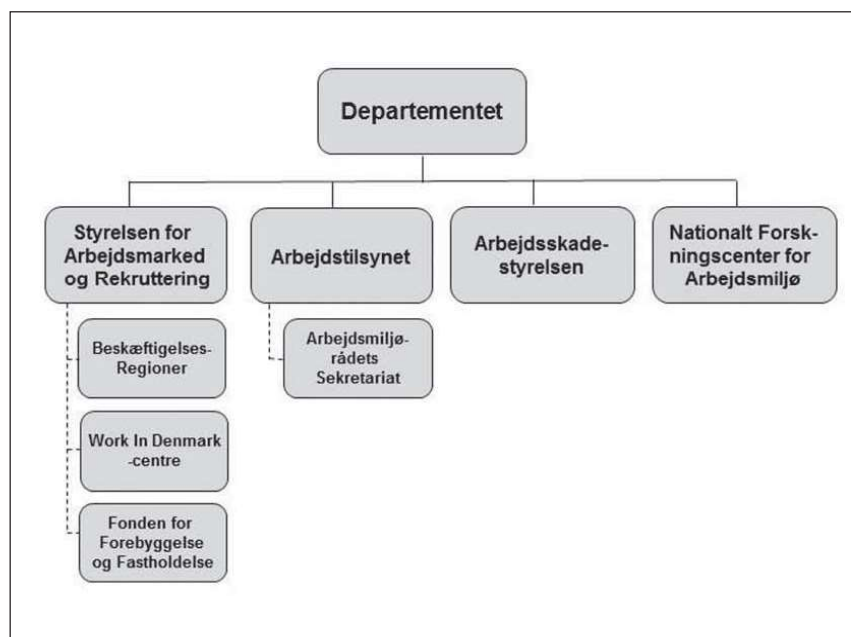 Departementet
Styrelsen for
Arbejdsmarked
og Rekruttering
Arbejdstilsynet
Arbejdsskade-
styrelsen
Nationalt Forsk-
ningscenter for
Arbejdsmiljø
Beskæftigelses-
Regioner
Work In Denmark
-centre
Fonden for
Forebyggelse
og Fastholdelse
Arbejdsmiljø-
rådets
Sekretariat